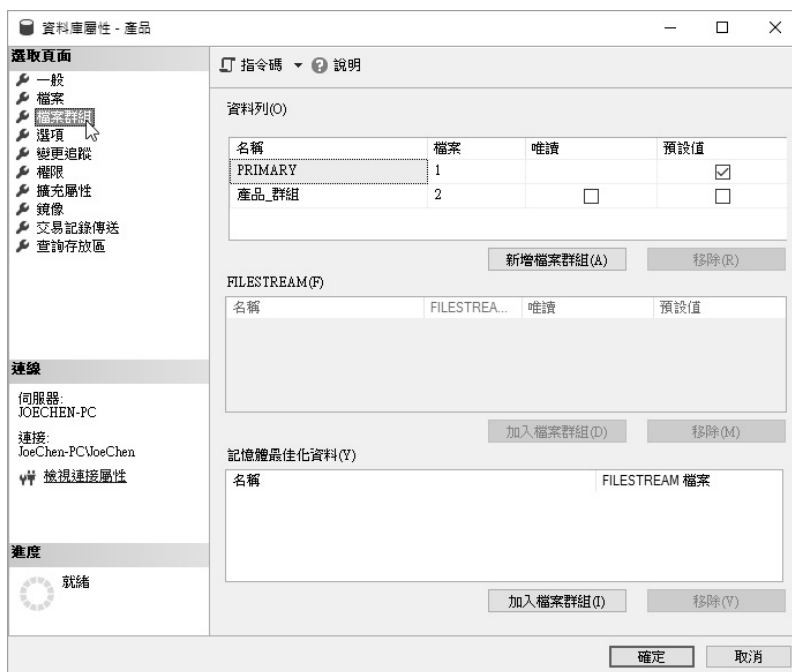 資料庫屬性 - 產品
選取頁面
一般
檔案
檔案群組
選項
變更追蹤
權限
擴充屬性
鏡像
交易記錄傳送
查詢存放區
連線
伺服器:
JOECHEN-PC
連接:
JoeChen-PC\JoeChen
檢視連接屬性
進度
就緒
指令碼 說明
資料列(O)
名稱 檔案 唯讀 預設值
PRIMARY 1
產品_群組 2
新增檔案群組(A) 移除(R)
FILESTREAM(F)
名稱 FILESTREA... 唯讀 預設值
加入檔案群組(D) 移除(M)
記憶體最佳化資料(Y)
名稱 FILESTREAM 檔案
加入檔案群組(I) 移除(V)
確定 取消